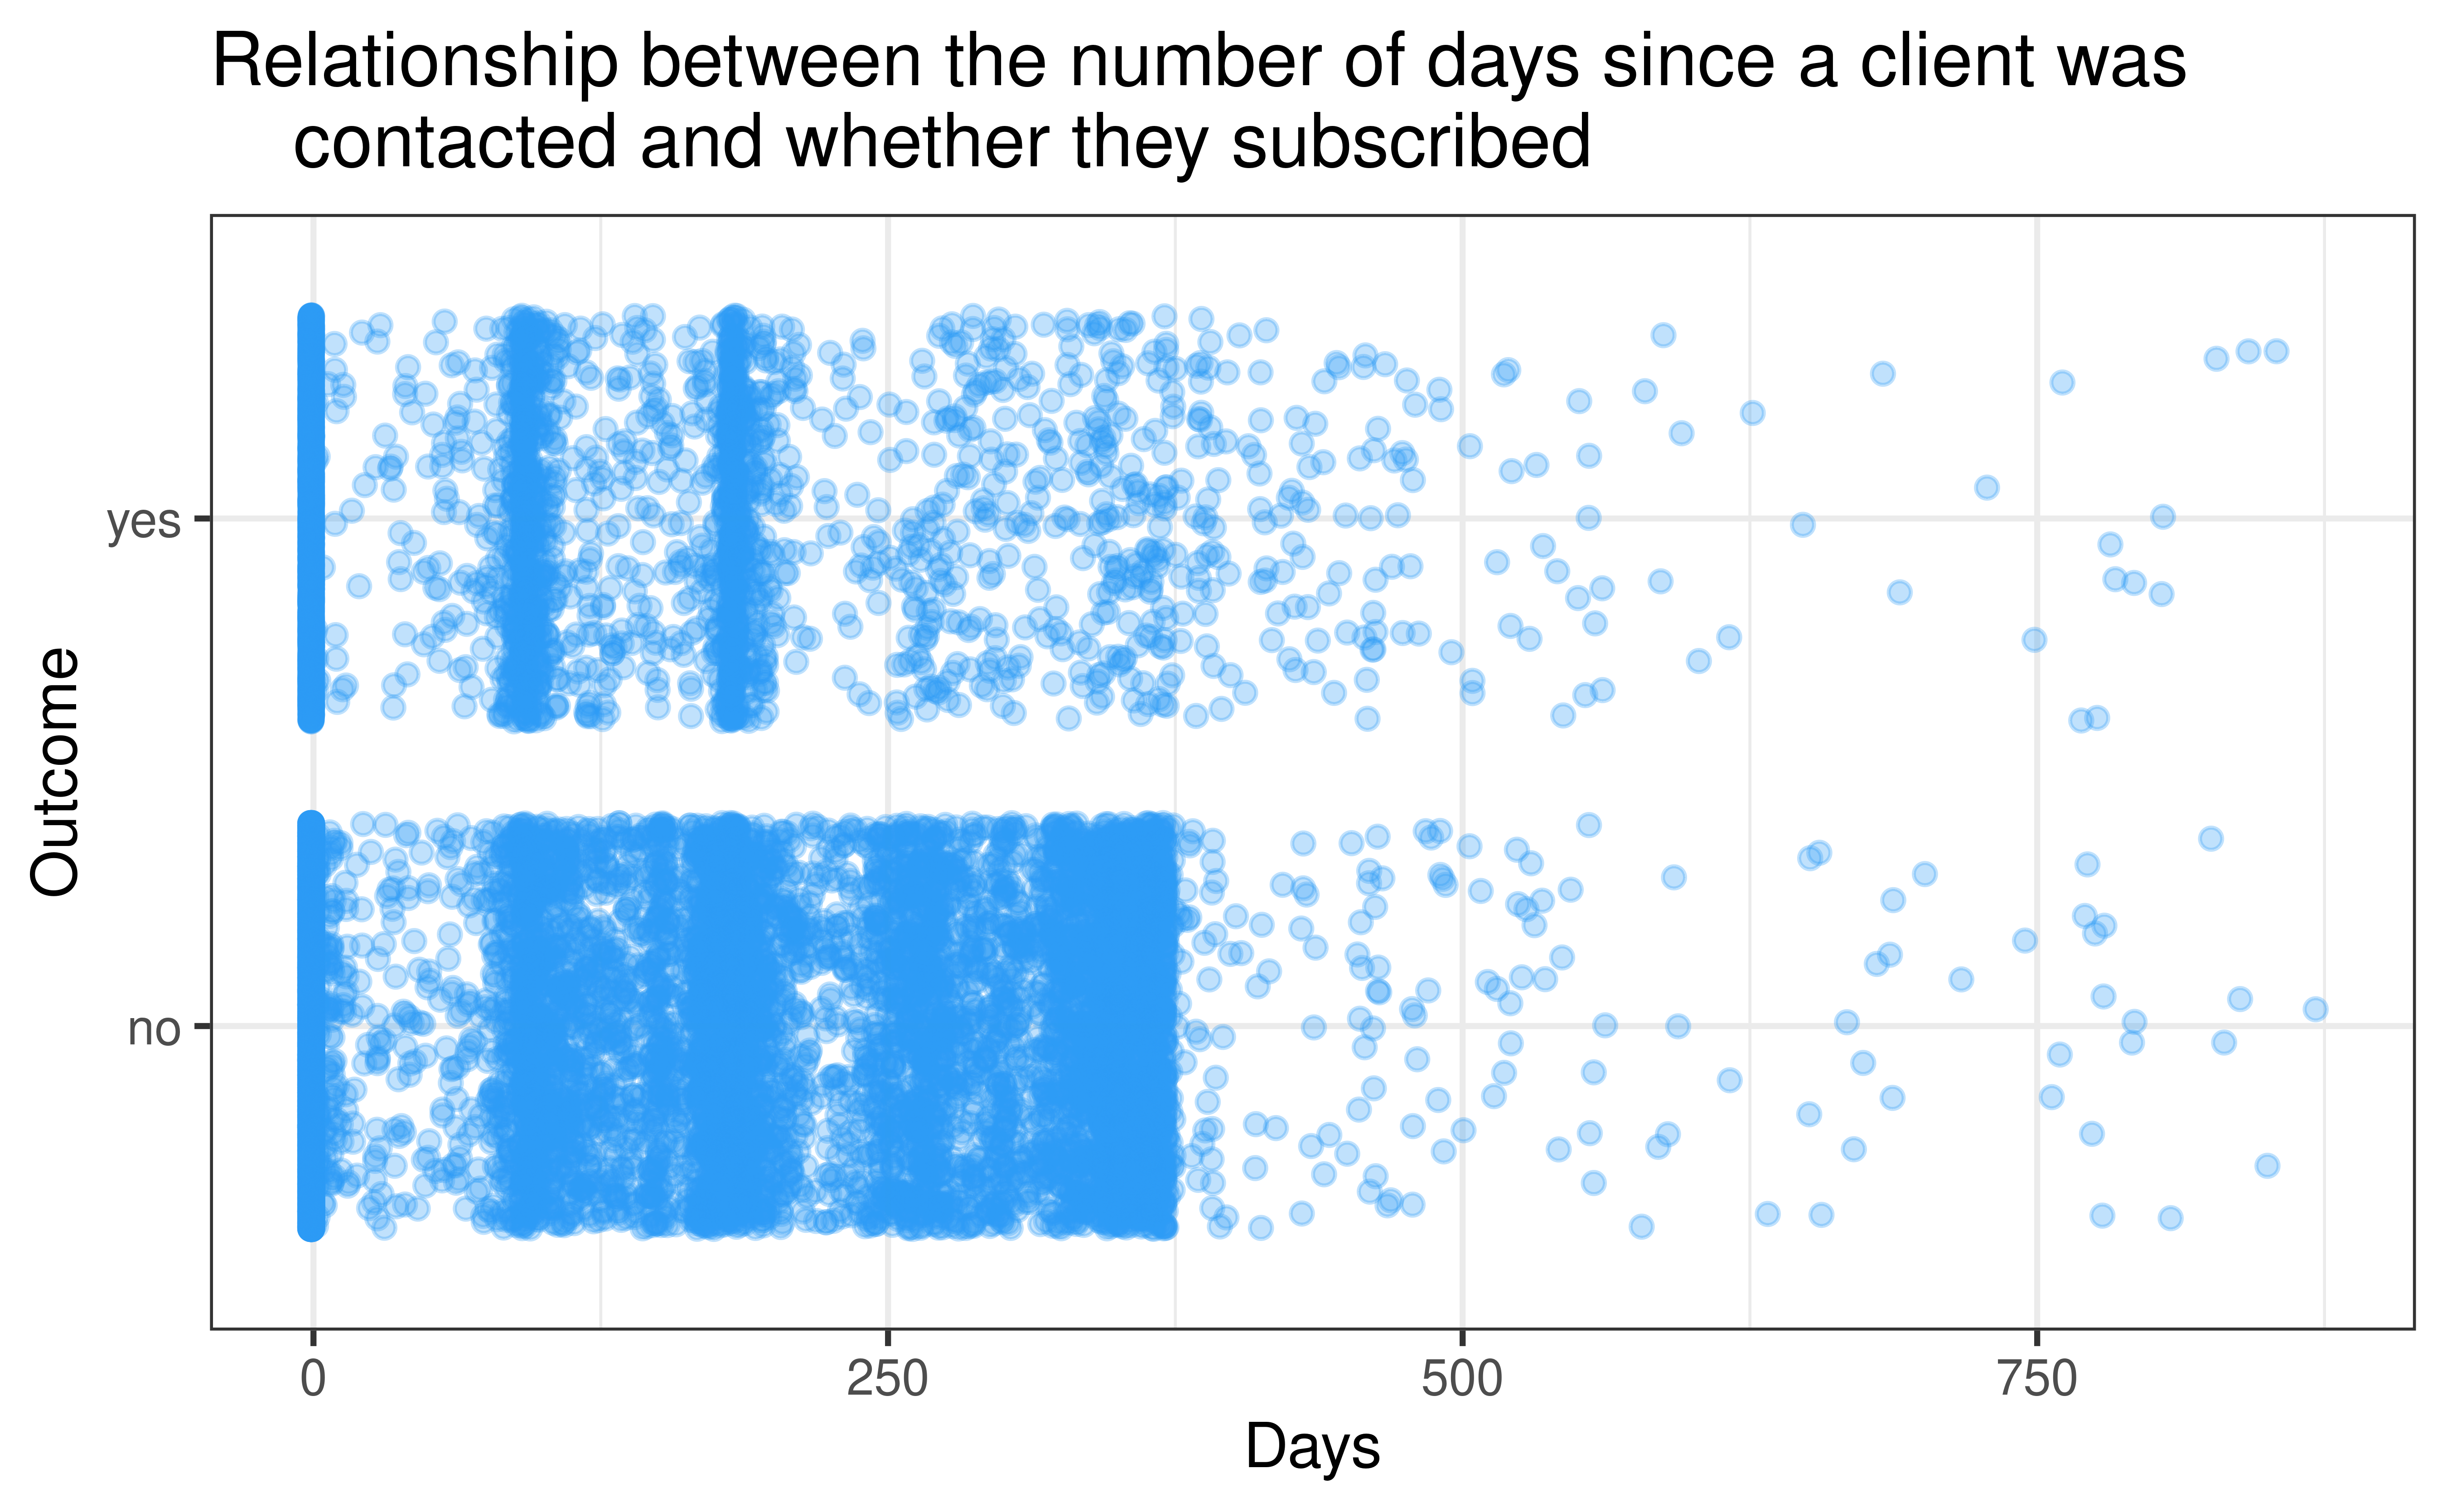 Relationship between the number of days since a client was
contacted and whether they subscribed
yes
no
Outcome
0
250
500
750
Days